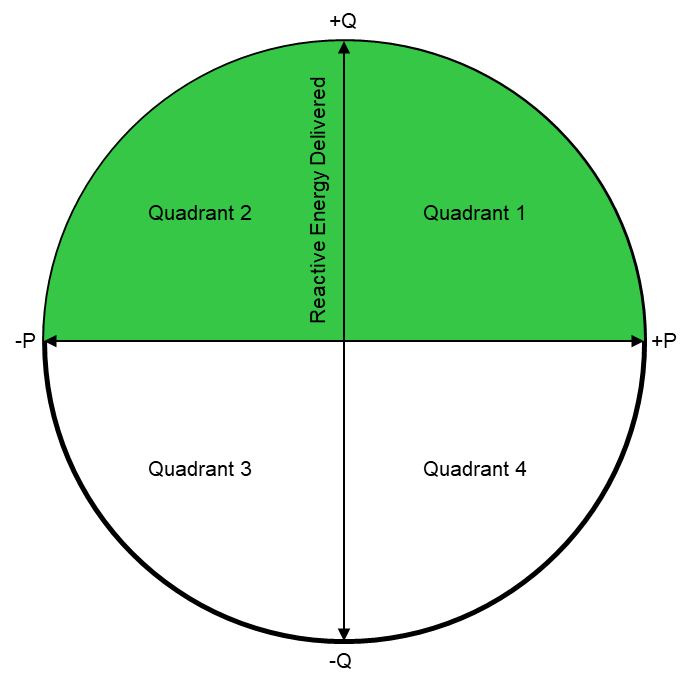 +Q
Reactive Energy Delivered
Quadrant 2
Quadrant 1
-P
+P
Quadrant 3
Quadrant 4
-Q